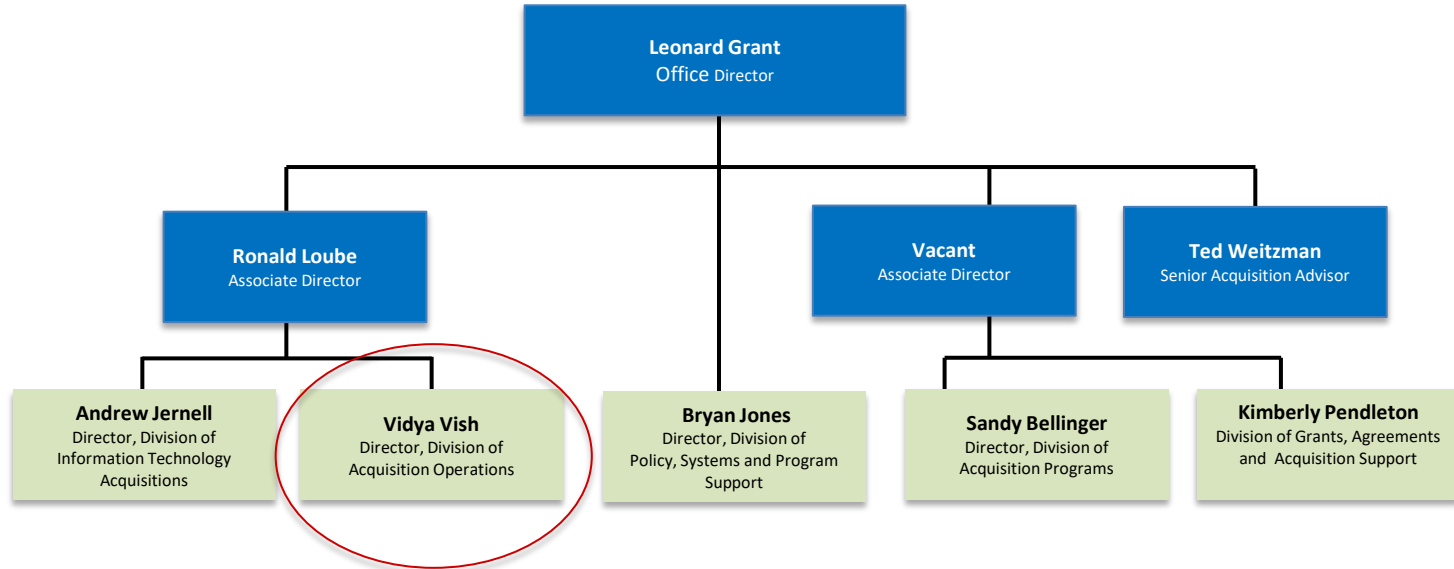 Leonard Grant
Office Director
Ronald Loube
Associate Director
Vacant
Associate Director
Ted Weitzman
Senior Acquisition Advisor
Andrew Jernell
Director, Division of
Information Technology
Acquisitions
Vidya Vish
Director, Division of
Acquisition Operations
Bryan Jones
Director, Division of
Policy, Systems and Program
Support
Sandy Bellinger
Director, Division of
Acquisition Programs
Kimberly Pendleton
Division of Grants, Agreements
and Acquisition Support